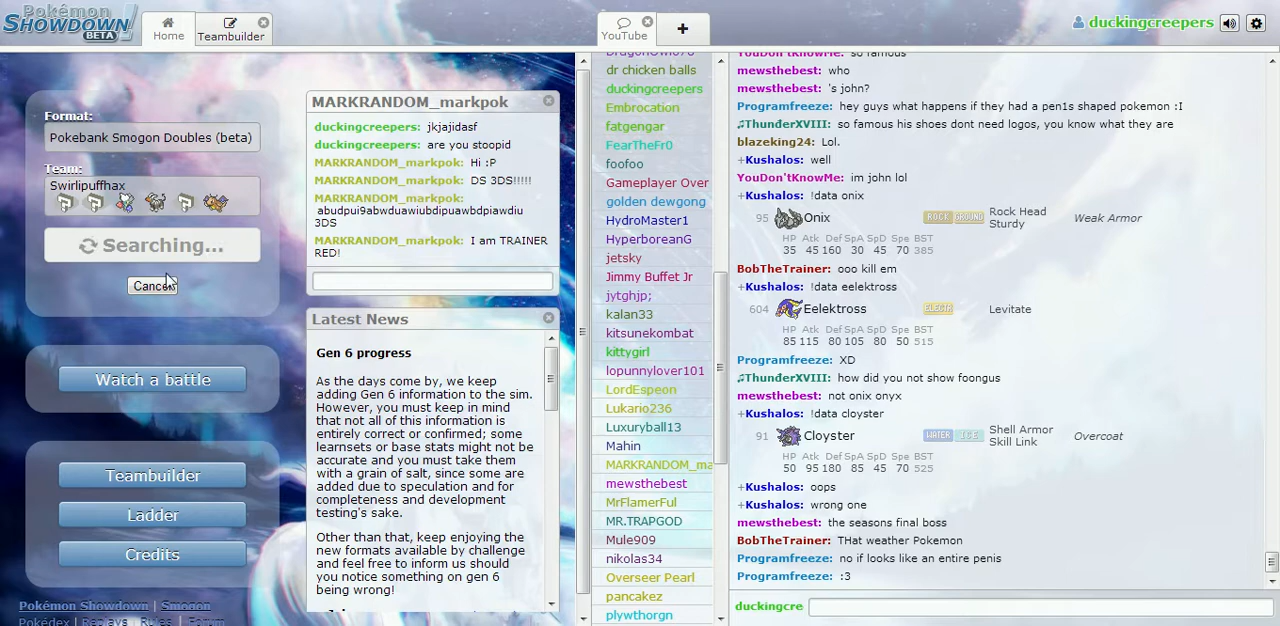 Pokémon
SHOWDOWN
BETA
Home
Teambuilder
YouTube
+
duckingcreepers
Format:
Pokebank Smogon Doubles (beta)
Team:
Swirlipuffhax
Searching...
Cancel
Watch a battle
Teambuilder
Ladder
Credits
Pokémon Showdown | Smogon
Pokédex | Replays | Rules | Forum
MARKRANDOM_markpok
duckingcreepers: jkjajidasf
duckingcreepers: are you stoopid
MARKRANDOM_markpok: Hi :P
MARKRANDOM_markpok: DS 3DS!!!!!
MARKRANDOM_markpok:
abudpui9abwduawiubdipuawbdpiawdiu
3DS
MARKRANDOM_markpok: I am TRAINER
RED!
Latest News
Gen 6 progress
As the days come by, we keep
adding Gen 6 information to the sim.
However, you must keep in mind
that not all of this information is
entirely correct or confirmed; some
learnsets or base stats might not be
accurate and you must take them
with a grain of salt, since some are
added due to speculation and for
completeness and development
testing's sake.
Other than that, keep enjoying the
new formats available by challenge
and feel free to inform us should
you notice something on gen 6
being wrong!
dr chicken balls
duckingcreepers
Embrocation
fatgengar
FearTheFr0
foofoo
Gameplayer Over
golden dewgong
HydroMaster1
HyperboreanG
jetsky
Jimmy Buffet Jr
jytghjp;
kalan33
kitsunekombat
kittygirl
lopunnylover101
LordEspeon
Lukario236
Luxuryball13
Mahin
MARKRANDOM_ma
mewsthebest
MrFlamerFul
MR.TRAPGOD
Mule909
nikolas34
Overseer Pearl
pancakez
plywthorgn
YouDon'tKnowMe: so famous
mewsthebest: who
mewsthebest: 's john?
Programfreeze: hey guys what happens if they had a pen1s shaped pokemon :I
♫ThunderXVIII: so famous his shoes dont need logos, you know what they are
blazeking24: Lol.
+Kushalos: well
YouDon'tKnowMe: im john lol
+Kushalos: !data onix
95 Onix ROCK GROUND Rock Head Sturdy Weak Armor
HP Atk Def SpA SpD Spe BST
35 45 160 30 45 70 385
BobTheTrainer: ooo kill em
+Kushalos: !data eelektross
604 Eelektross ELECTR Levitate
HP Atk Def SpA SpD Spe BST
85 115 80 105 80 50 515
Programfreeze: XD
♫ThunderXVIII: how did you not show foongus
mewsthebest: not onix onyx
+Kushalos: !data cloyster
91 Cloyster WATER ICE Shell Armor Skill Link Overcoat
HP Atk Def SpA SpD Spe BST
50 95 180 85 45 70 525
+Kushalos: oops
+Kushalos: wrong one
mewsthebest: the seasons final boss
BobTheTrainer: THat weather Pokemon
Programfreeze: no if looks like an entire penis
Programfreeze: :3
duckingcre